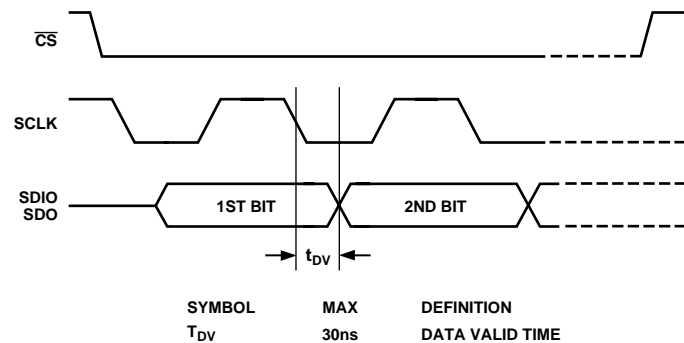 CS
SCLK
SDIO
SDO
1ST BIT
2ND BIT
tDV
SYMBOL MAX DEFINITION
TDV 30ns DATA VALID TIME